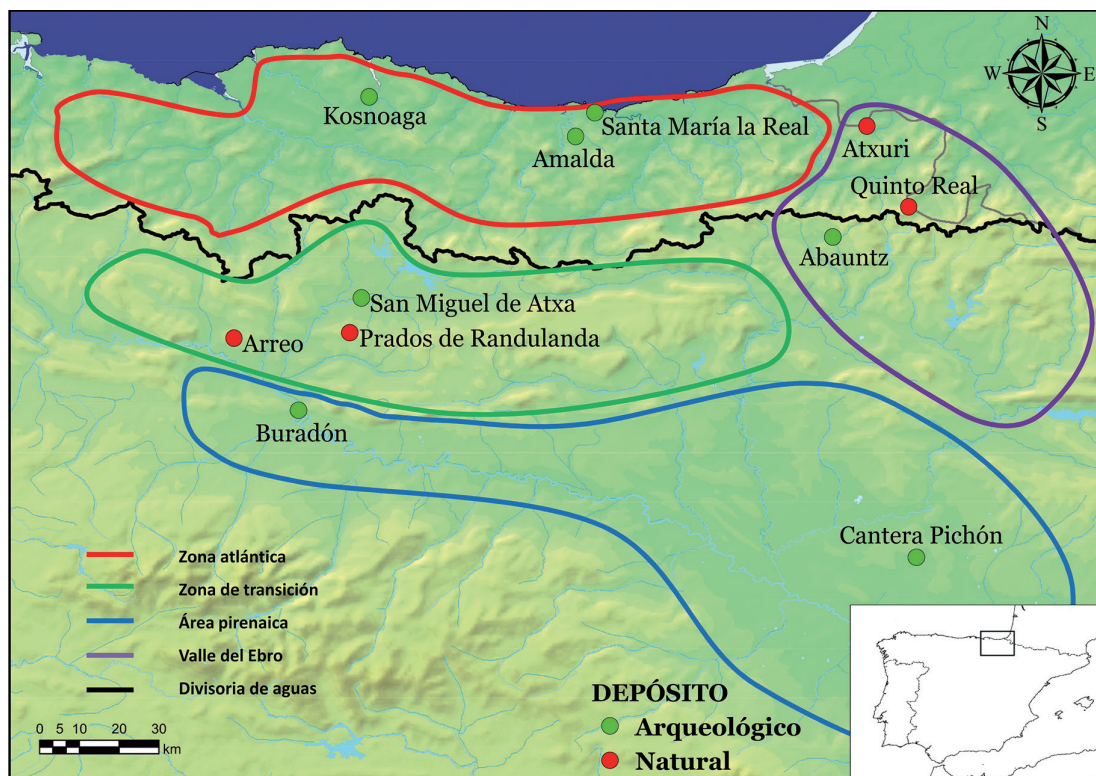 N
W E
S
Kosnoaga
Santa María la Real
Amalda
Atxuri
Quinto Real
Abauntz
San Miguel de Atxa
Arreo
Prados de Randulanda
Buradón
Cantera Pichón
Zona atlántica
Zona de transición
Área pirenaica
Valle del Ebro
Divisoria de aguas
0 5 10 20 30
km
DEPÓSITO
Arqueológico
Natural